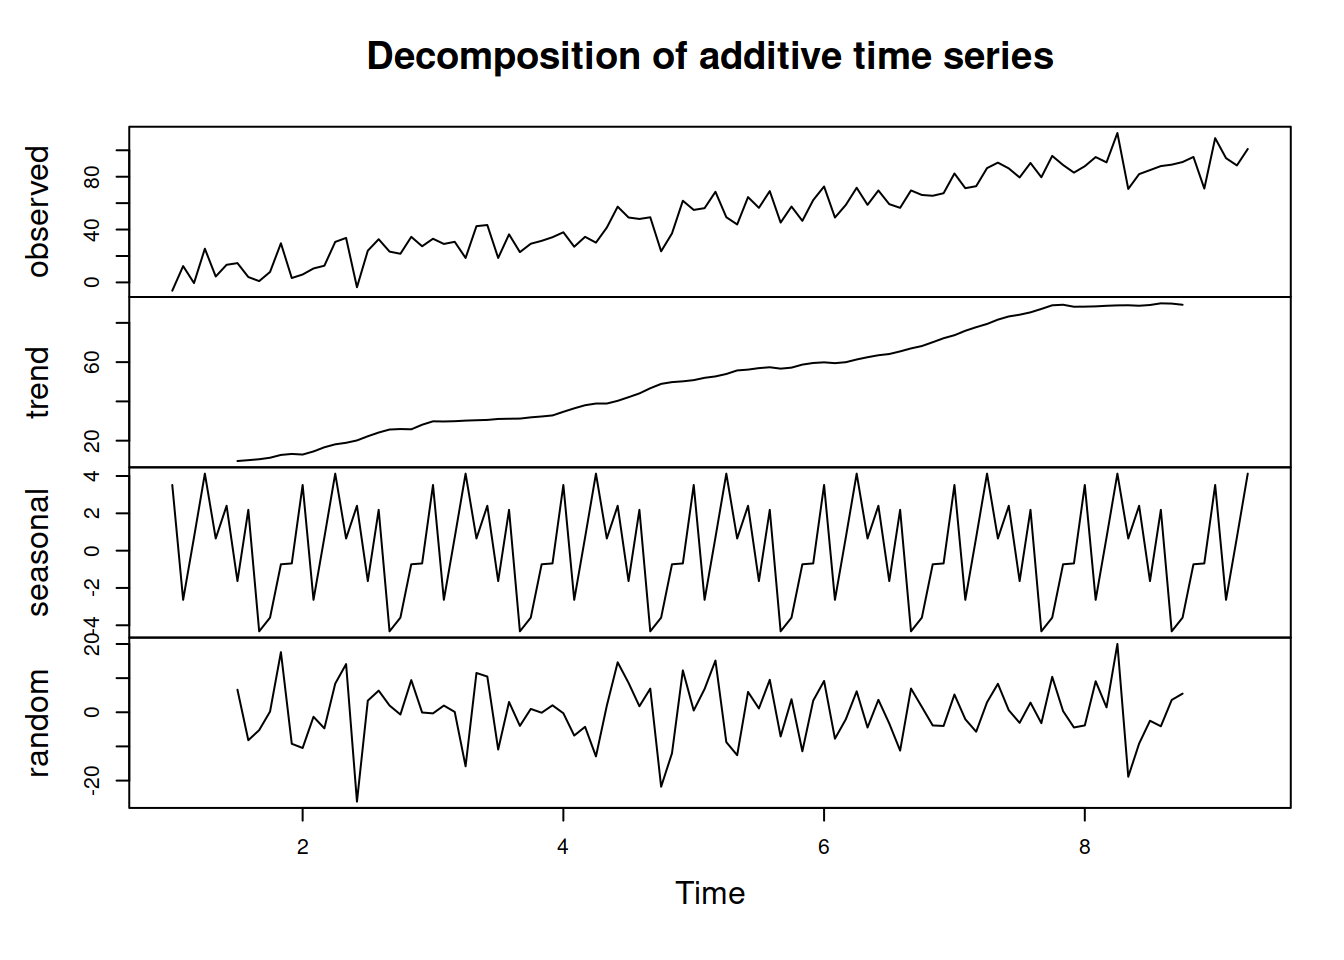 Decomposition of additive time series
observed
0 40 80
trend
20 60
seasonal
-4 -2 0 2 4
random
-20 0 20
2 4 6 8
Time